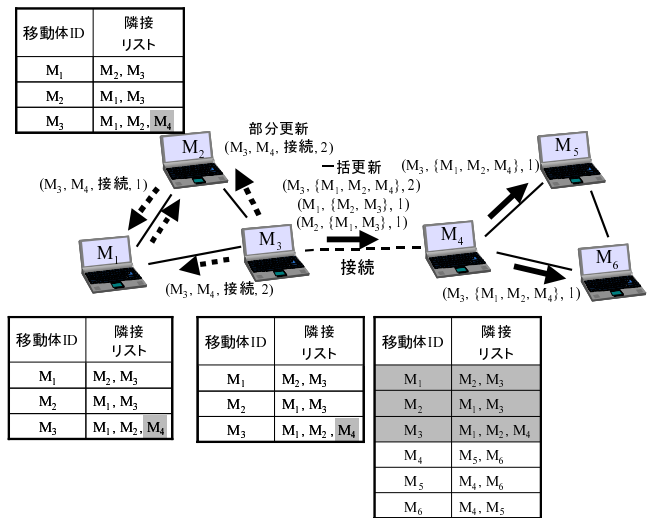 移動体ID 隣接リスト
M1 M2, M3
M2 M1, M3
M3 M1, M2, M4
部分更新
(M3, M4, 接続, 2)
M2
一括更新
(M3, {M1, M2, M4}, 2)
(M1, {M2, M3}, 1)
(M2, {M1, M3}, 1)
(M3, {M1, M2, M4}, 1)
M5
(M3, M4, 接続, 1)
M1
M3
接続
M4
M6
(M3, M4, 接続, 2)
(M3, {M1, M2, M4}, 1)
移動体ID 隣接リスト
M1 M2, M3
M2 M1, M3
M3 M1, M2, M4
移動体ID 隣接リスト
M1 M2, M3
M2 M1, M3
M3 M1, M2, M4
移動体ID 隣接リスト
M1 M2, M3
M2 M1, M3
M3 M1, M2, M4
M4 M5, M6
M5 M4, M6
M6 M4, M5